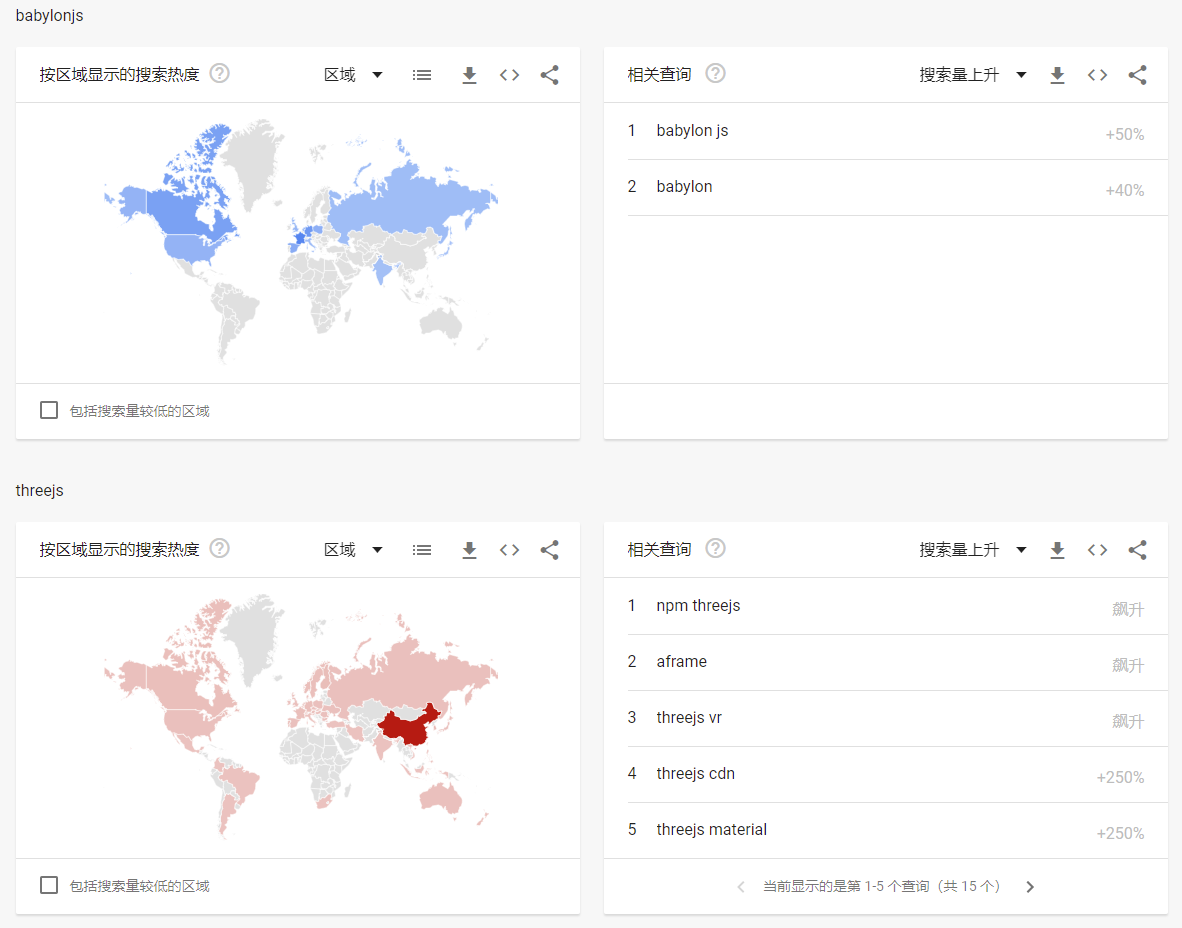 babylonjs
按区域显示的搜索热度 ? 区域
相关查询 ? 搜索量上升
1 babylon js +50%
2 babylon +40%
包括搜索量较低的区域
threejs
按区域显示的搜索热度 ? 区域
相关查询 ? 搜索量上升
1 npm threejs 飙升
2 aframe 飙升
3 threejs vr 飙升
4 threejs cdn +250%
5 threejs material +250%
包括搜索量较低的区域
当前显示的是第 1-5 个查询（共 15 个）